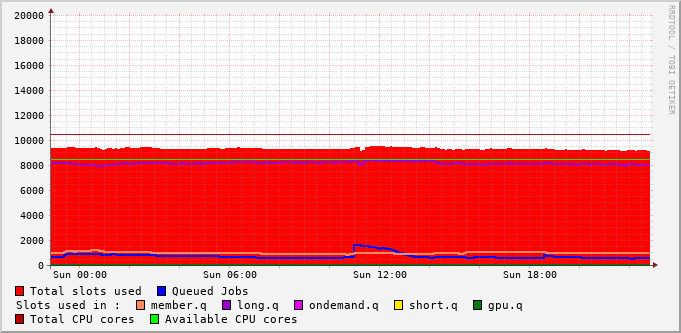 RRDTOOL / TOBI OETIKER
20000
18000
16000
14000
12000
10000
8000
6000
4000
2000
0
Sun 00:00 Sun 06:00 Sun 12:00 Sun 18:00
Total slots used Queued Jobs
Slots used in : member.q long.q ondemand.q short.q gpu.q
Total CPU cores Available CPU cores